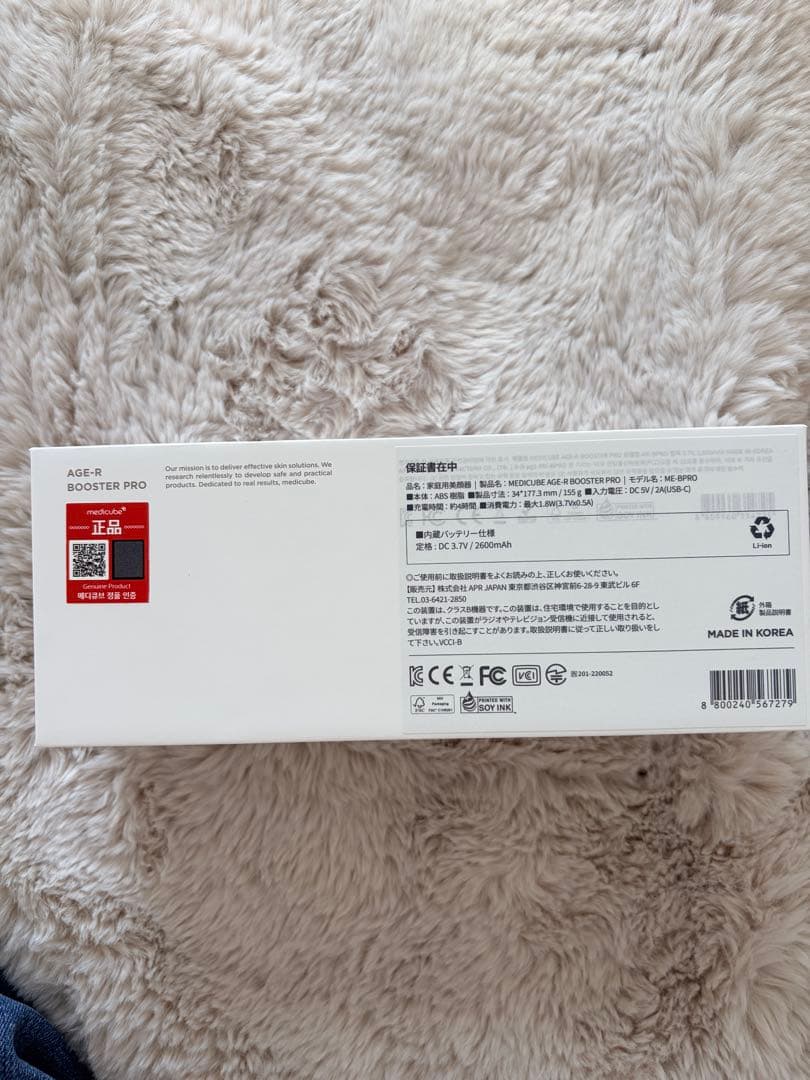 AGE-R
BOOSTER PRO
Our mission is to deliver effective skin solutions. We
research relentlessly to develop safe and practical
products. Dedicated to real results, medicube.
medicube
正品
Genuine Product
메디큐브 정품 인증
保証書在中
品名：家庭用美顔器 | 製品名：MEDICUBE AGE-R BOOSTER PRO | モデル名：ME-BPRO
■本体：ABS 樹脂 ■製品寸法：34*177.3 mm / 155 g ■入力電圧：DC 5V / 2A(USB-C)
■充電時間：約4時間 ■消費電力：最大1.8W(3.7Vx0.5A)
■内蔵バッテリー仕様
定格：DC 3.7V / 2600mAh
Li-ion
◎ご使用前に取扱説明書をよくお読みの上、正しくお使いください。
【販売元】株式会社 APR JAPAN 東京都渋谷区神宮前6-28-9 東武ビル 6F
TEL.03-6421-2850
この装置は、クラスB機器です。この装置は、住宅環境で使用することを目的とし
ていますが、この装置がラジオやテレビジョン受信機に近接して使用されると、
受信障害を引き起こすことがあります。取扱説明書に従って正しい取り扱いをし
て下さい。VCCI-B
紙
外箱
製品説明書
MADE IN KOREA
CE FC VCI 201-220052
FSC
MIX
Packaging
PRINTED WITH
SOY INK
8 800240 567279